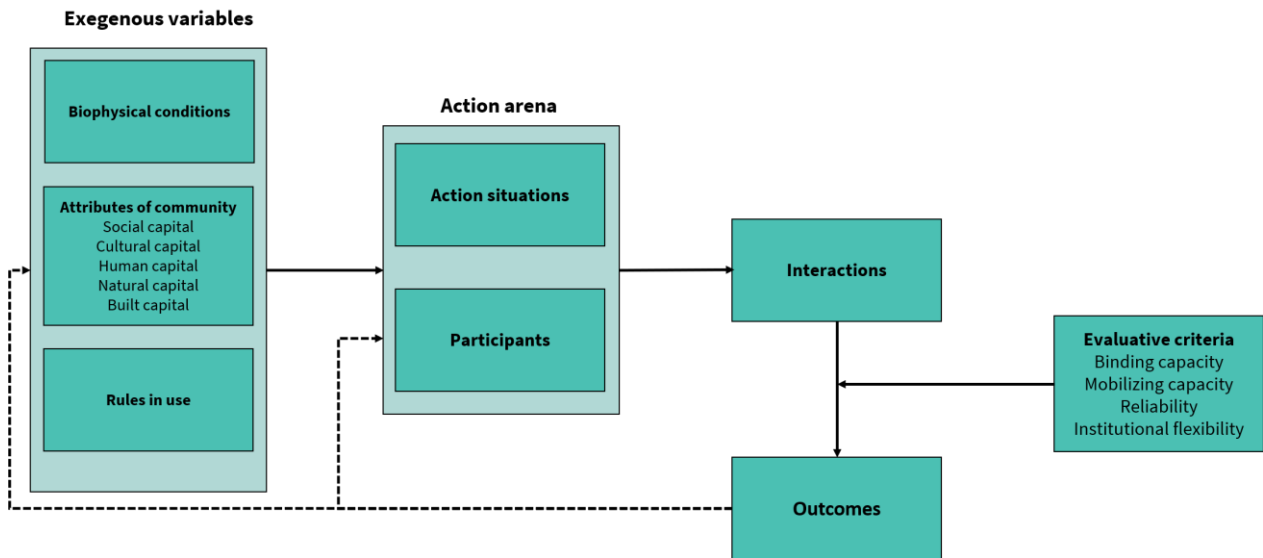 Exegenous variables
Biophysical conditions
Attributes of community
Social capital
Cultural capital
Human capital
Natural capital
Built capital
Rules in use
Action arena
Action situations
Participants
Interactions
Evaluative criteria
Binding capacity
Mobilizing capacity
Reliability
Institutional flexibility
Outcomes